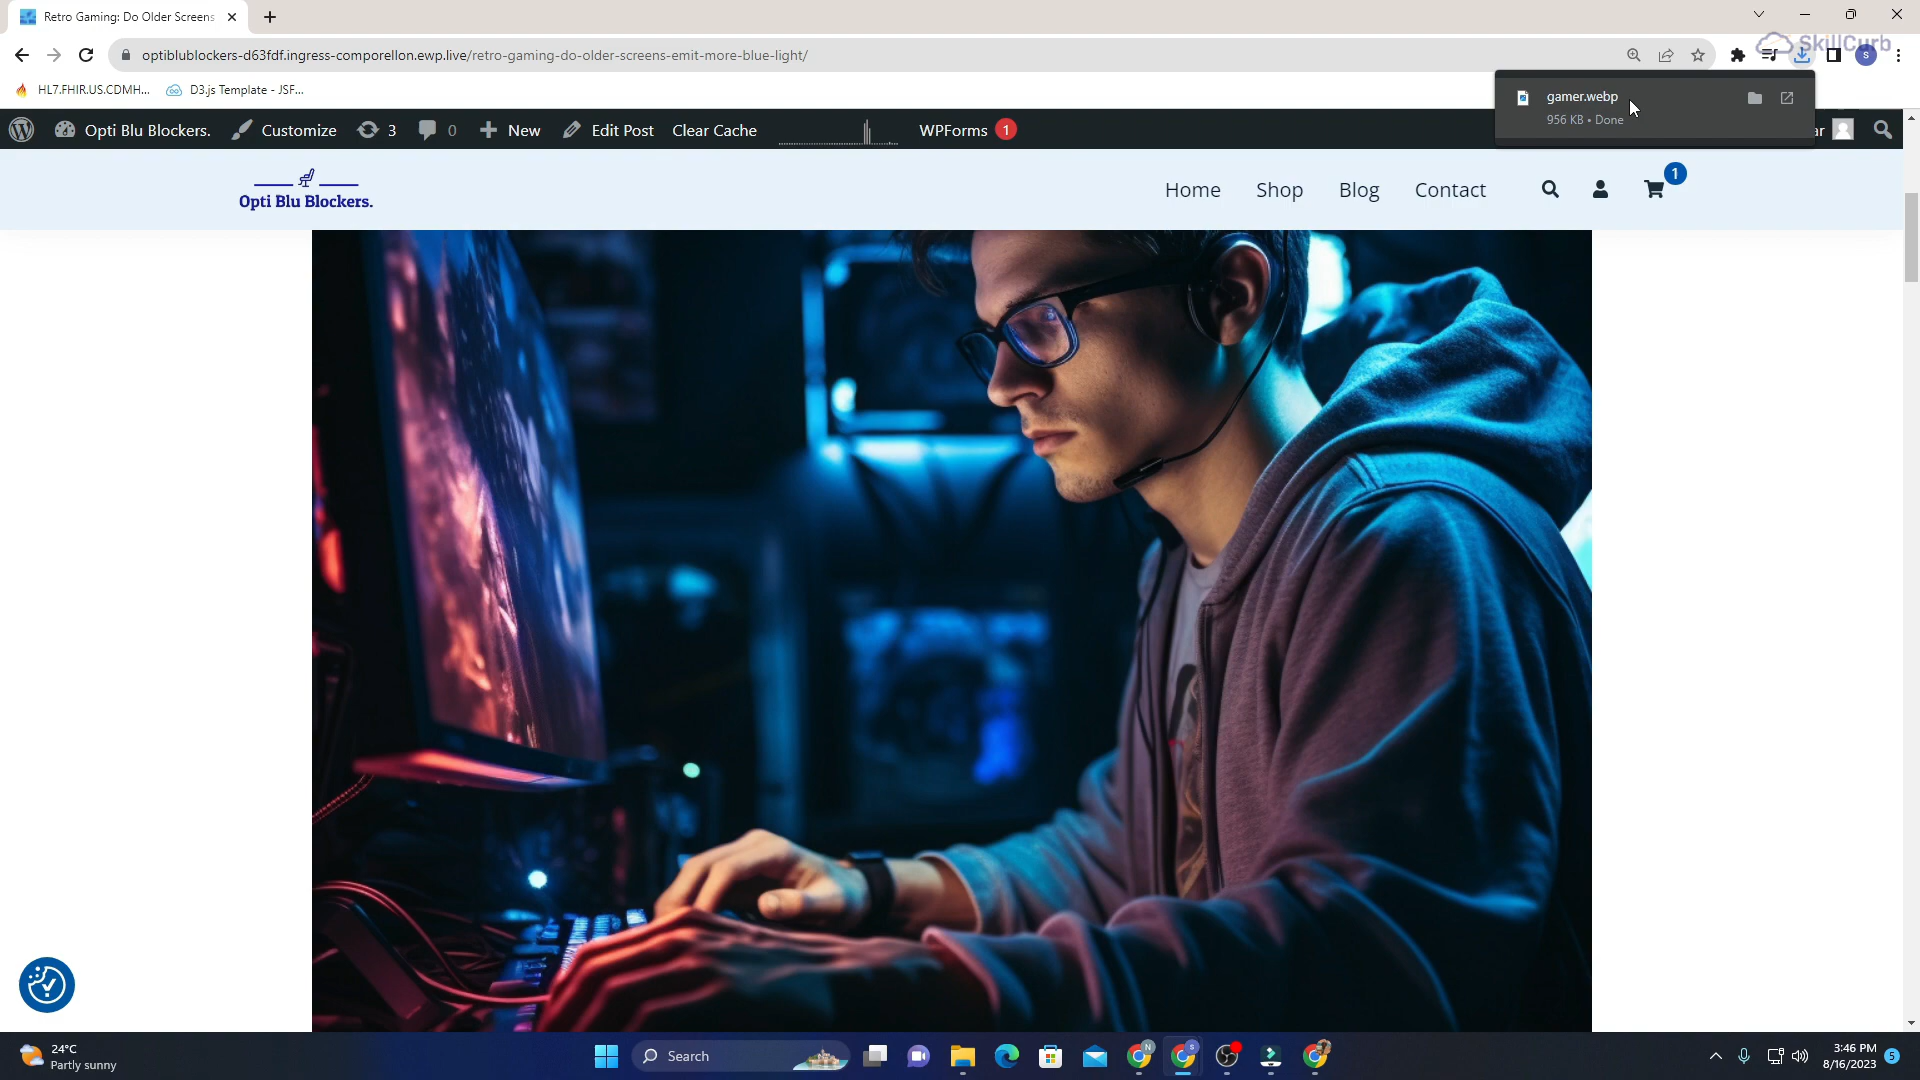 Retro Gaming: Do Older Screens
optiblublockers-d63fdf.ingress-comporellon.ewp.live/retro-gaming-do-older-screens-emit-more-blue-light/
SkillCurb
S
HL7.FHIR.US.CDMH...
D3.js Template - JSF...
gamer.webp
956 KB • Done
Opti Blu Blockers.
Customize
3
0
New
Edit Post
Clear Cache
WPForms
1
ar
Opti Blu Blockers.
Home
Shop
Blog
Contact
1
24°C
Partly sunny
Search
N
S
3:46 PM
8/16/2023
5